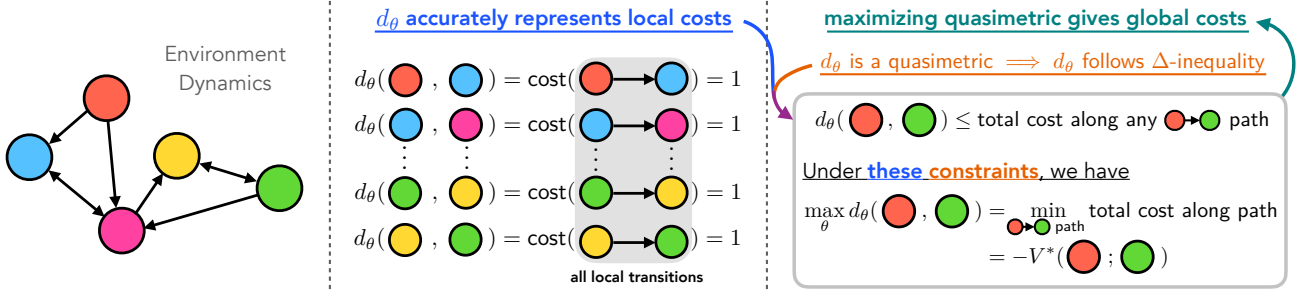 Environment
Dynamics
d_θ accurately represents local costs
d_θ( , ) = cost( ) = 1
d_θ( , ) = cost( ) = 1
d_θ( , ) = cost( ) = 1
d_θ( , ) = cost( ) = 1
all local transitions
maximizing quasimetric gives global costs
d_θ is a quasimetric ⟹ d_θ follows Δ-inequality
d_θ( , ) ≤ total cost along any path
Under these constraints, we have
max_θ d_θ( , ) = min path total cost along path
= −V*( ; )